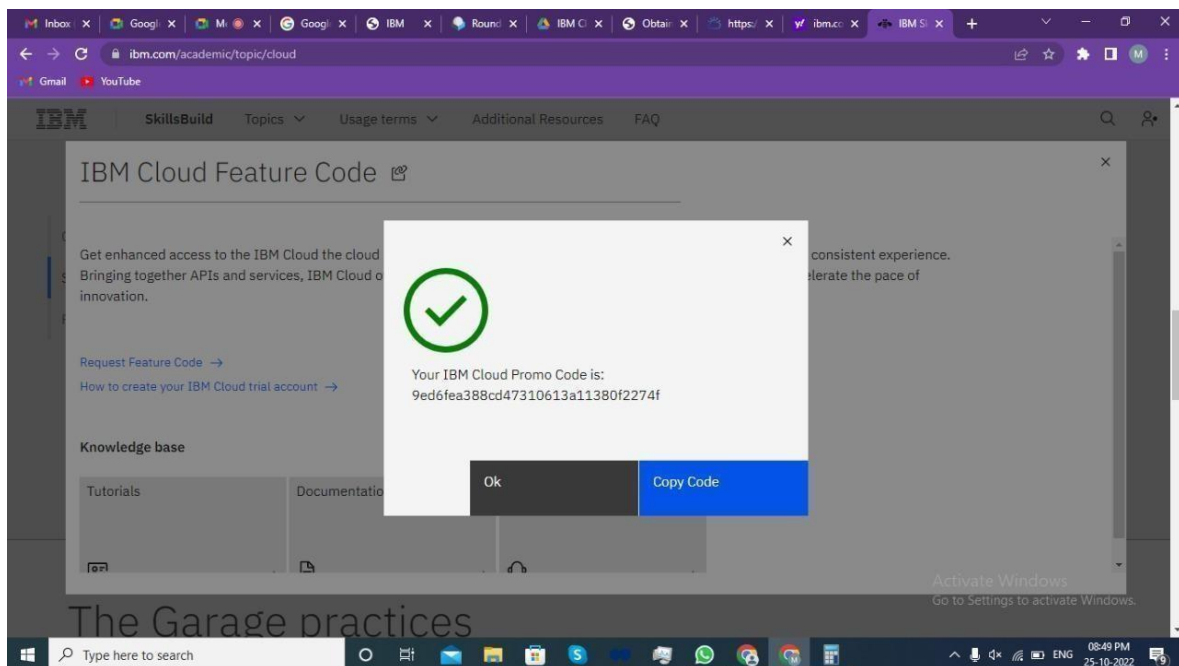 Inbox
Googl
M
Googl
IBM
Round
IBM Cl
Obtain
https:/
ibm.co
IBM Sk
ibm.com/academic/topic/cloud
M
Gmail
YouTube
IBM SkillsBuild Topics Usage terms Additional Resources FAQ
IBM Cloud Feature Code
Get enhanced access to the IBM Cloud the cloud consistent experience.
Bringing together APIs and services, IBM Cloud o elerate the pace of
innovation.
Request Feature Code →
How to create your IBM Cloud trial account →
Your IBM Cloud Promo Code is:
9ed6fea388cd47310613a11380f2274f
Ok
Copy Code
Knowledge base
Tutorials
Documentatio
Activate Windows
Go to Settings to activate Windows.
The Garage practices
Type here to search
ENG
08:49 PM
25-10-2022